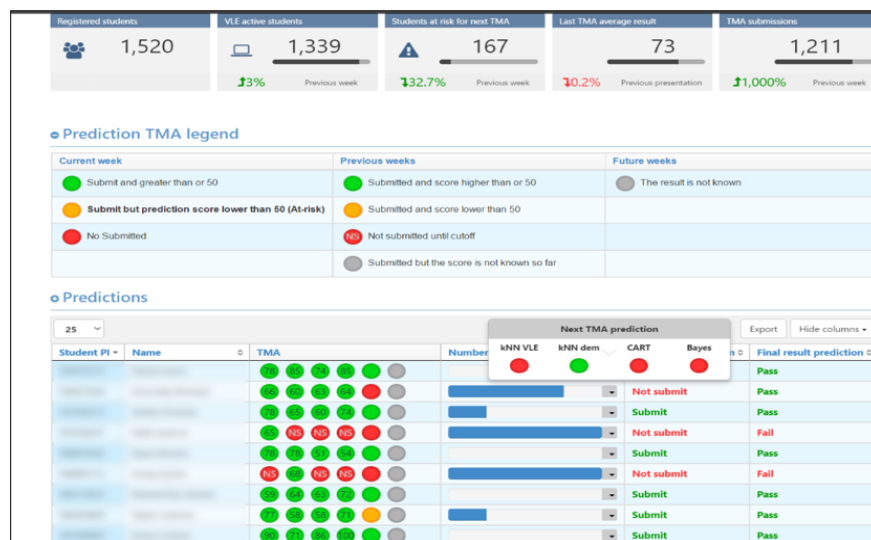 Registered students VLE active students Students at risk for next TMA Last TMA average result TMA submissions
1,520 1,339 167 73 1,211
3% Previous week 32.7% Previous week 0.2% Previous presentation 1,000% Previous week
Prediction TMA legend
Current week Previous weeks Future weeks
Submit and greater than or 50 Submitted and score higher than or 50 The result is not known
Submit but prediction score lower than 50 (At-risk) Submitted and score lower than 50
No Submitted NS Not submitted until cutoff
Submitted but the score is not known so far
Predictions
25 Next TMA prediction Export Hide columns
kNN VLE kNN dem CART Bayes
Student PI Name TMA Number Final result prediction
78 85 74 85 Pass
66 60 63 64 Not submit Pass
78 65 60 74 Submit Pass
65 NS NS NS Not submit Fail
78 78 51 54 Submit Pass
NS 68 NS NS Not submit Fail
59 64 63 72 Submit Pass
77 58 58 71 Submit Pass
90 71 86 100 Submit Pass